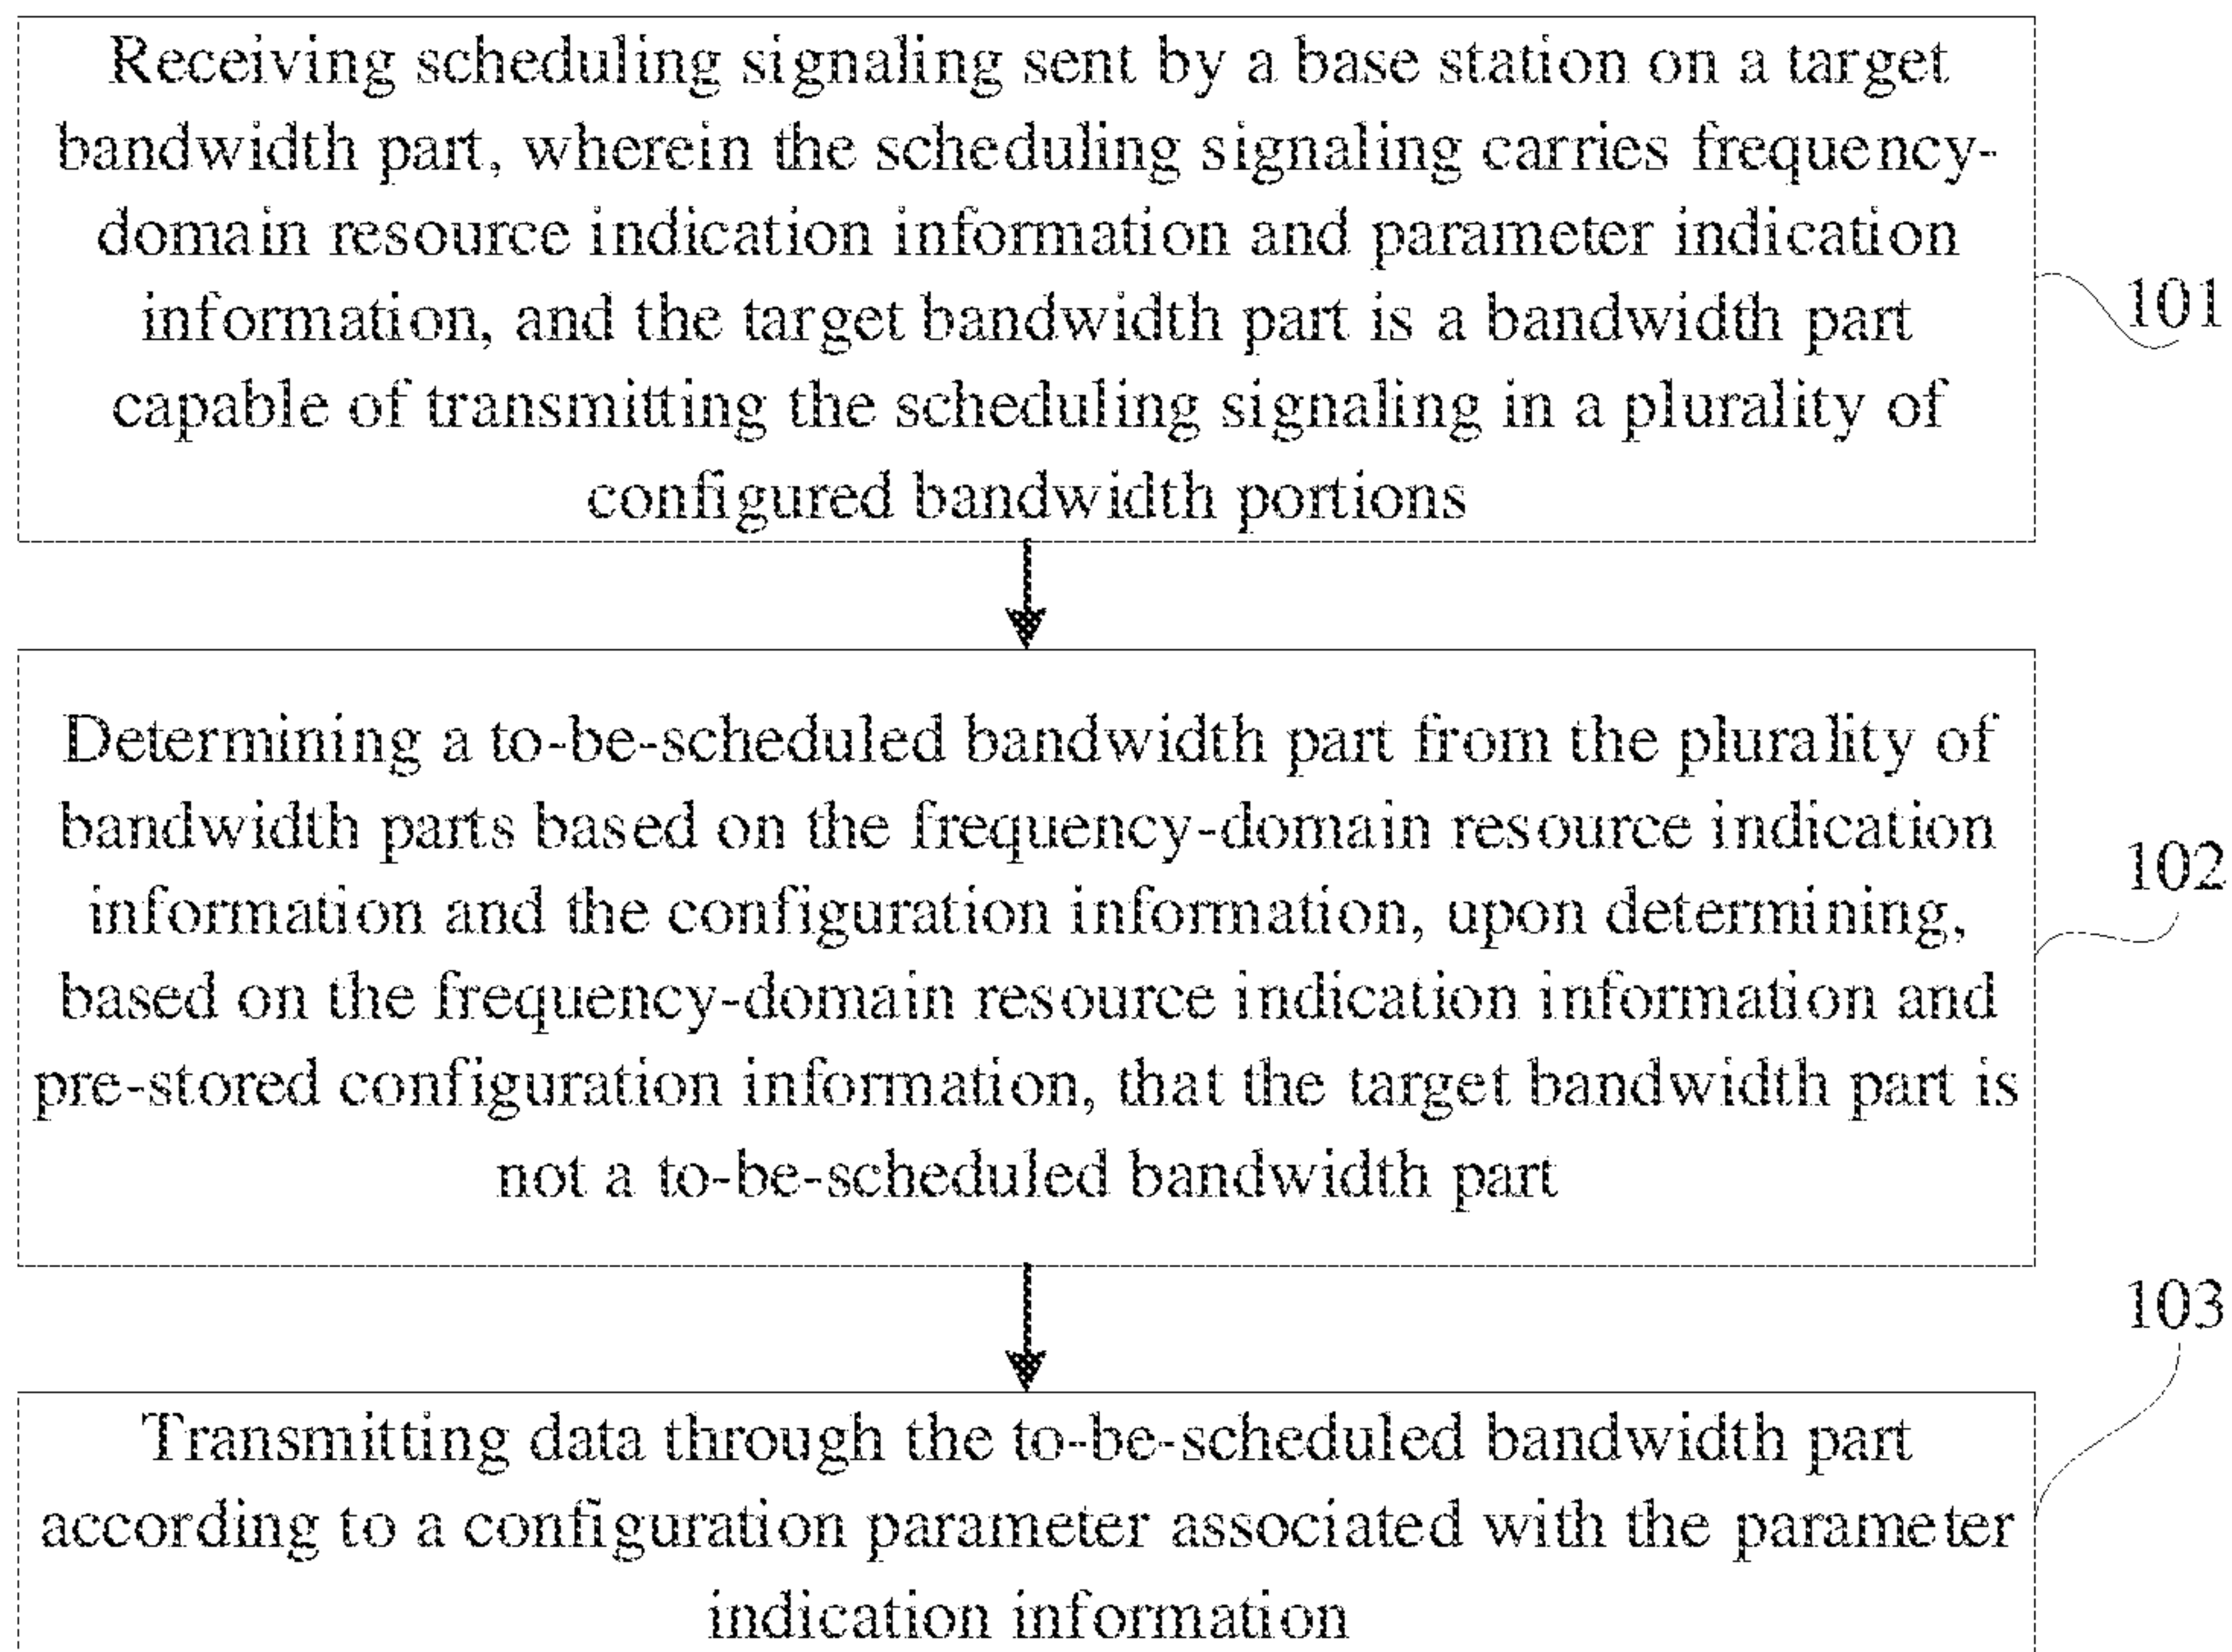 Receiving scheduling signaling sent by a base station on a target
bandwidth part, wherein the scheduling signaling carries frequency-
domain resource indication information and parameter indication
information, and the target bandwidth part is a bandwidth part
capable of transmitting the scheduling signaling in a plurality of
configured bandwidth portions
101
Determining a to-be-scheduled bandwidth part from the plurality of
bandwidth parts based on the frequency-domain resource indication
information and the configuration information, upon determining,
based on the frequency-domain resource indication information and
pre-stored configuration information, that the target bandwidth part is
not a to-be-scheduled bandwidth part
102
103
Transmitting data through the to-be-scheduled bandwidth part
according to a configuration parameter associated with the parameter
indication information